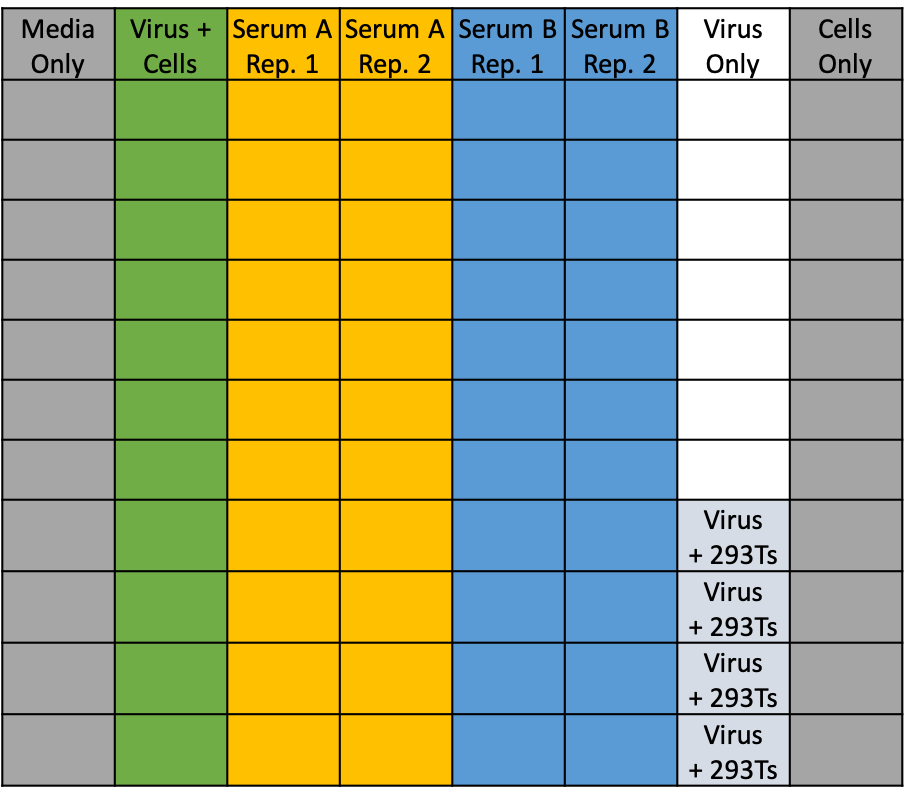 Media
Only
Virus +
Cells
Serum A
Rep. 1
Serum A
Rep. 2
Serum B
Rep. 1
Serum B
Rep. 2
Virus
Only
Cells
Only
Virus
+ 293Ts
Virus
+ 293Ts
Virus
+ 293Ts
Virus
+ 293Ts